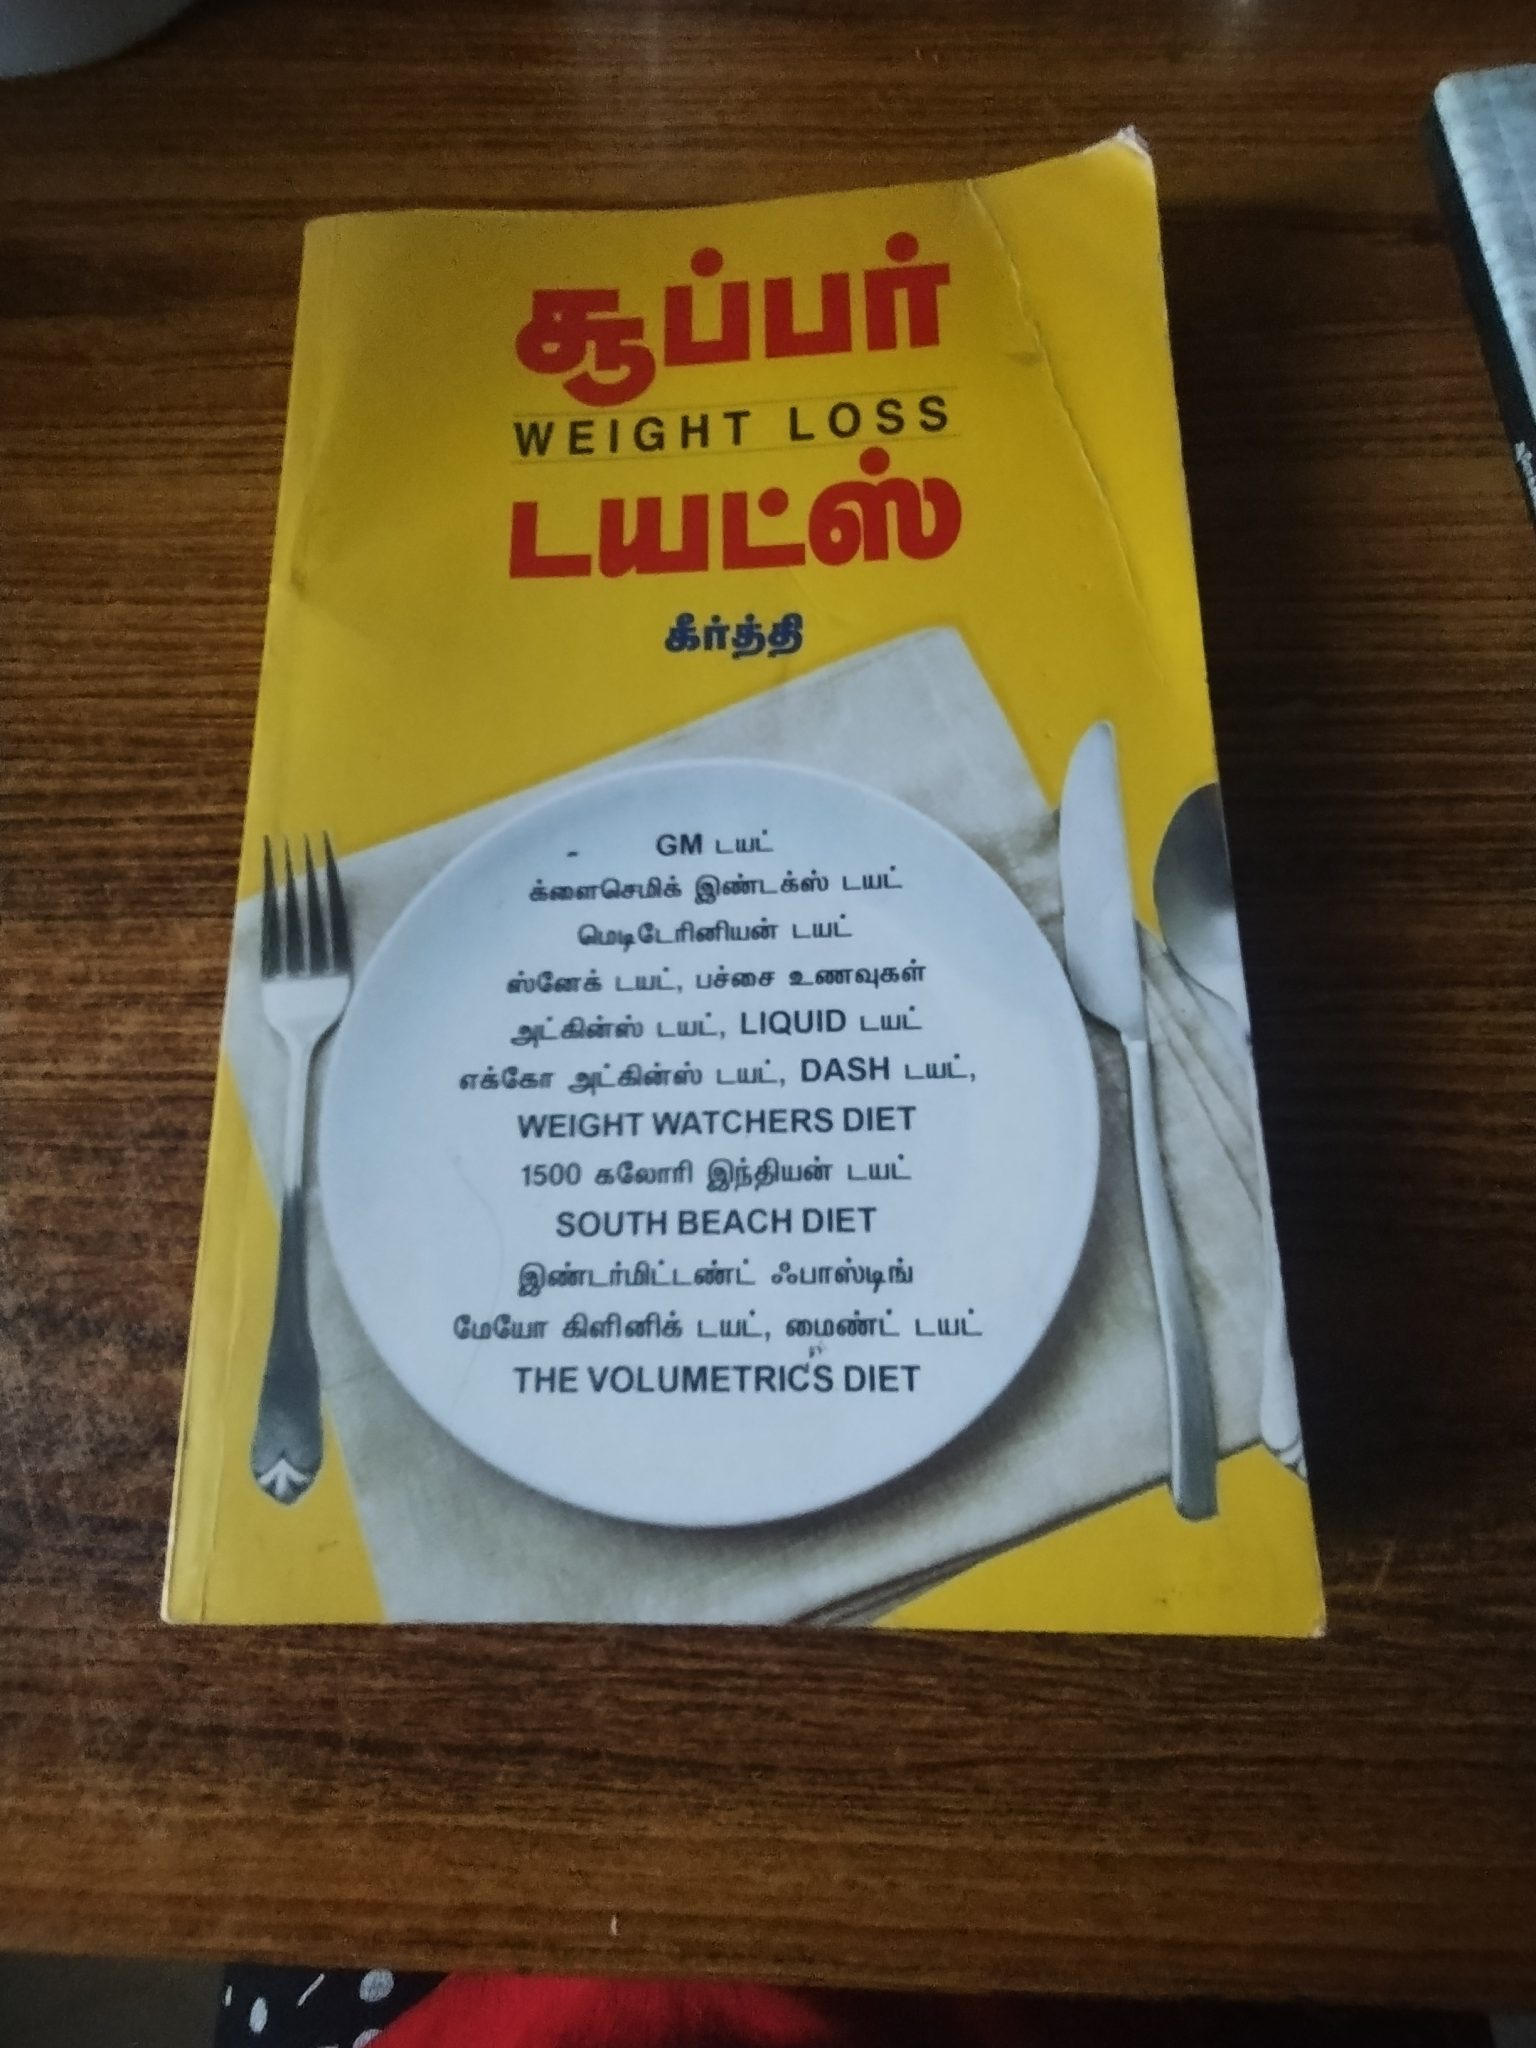 சூப்பர்
WEIGHT LOSS
டயட்ஸ்
கீர்த்தி
GM டயட்
க்ளைசெமிக் இண்டக்ஸ் டயட்
மெடிடேரினியன் டயட்
ஸ்னேக் டயட், பச்சை உணவுகள்
அட்கின்ஸ் டயட், LIQUID டயட்
எக்கோ அட்கின்ஸ் டயட், DASH டயட்,
WEIGHT WATCHERS DIET
1500 கலோரி இந்தியன் டயட்
SOUTH BEACH DIET
இண்டர்மிட்டண்ட் ஃபாஸ்டிங்
மேயோ கிளினிக் டயட், மைண்ட் டயட்
THE VOLUMETRIC'S DIET